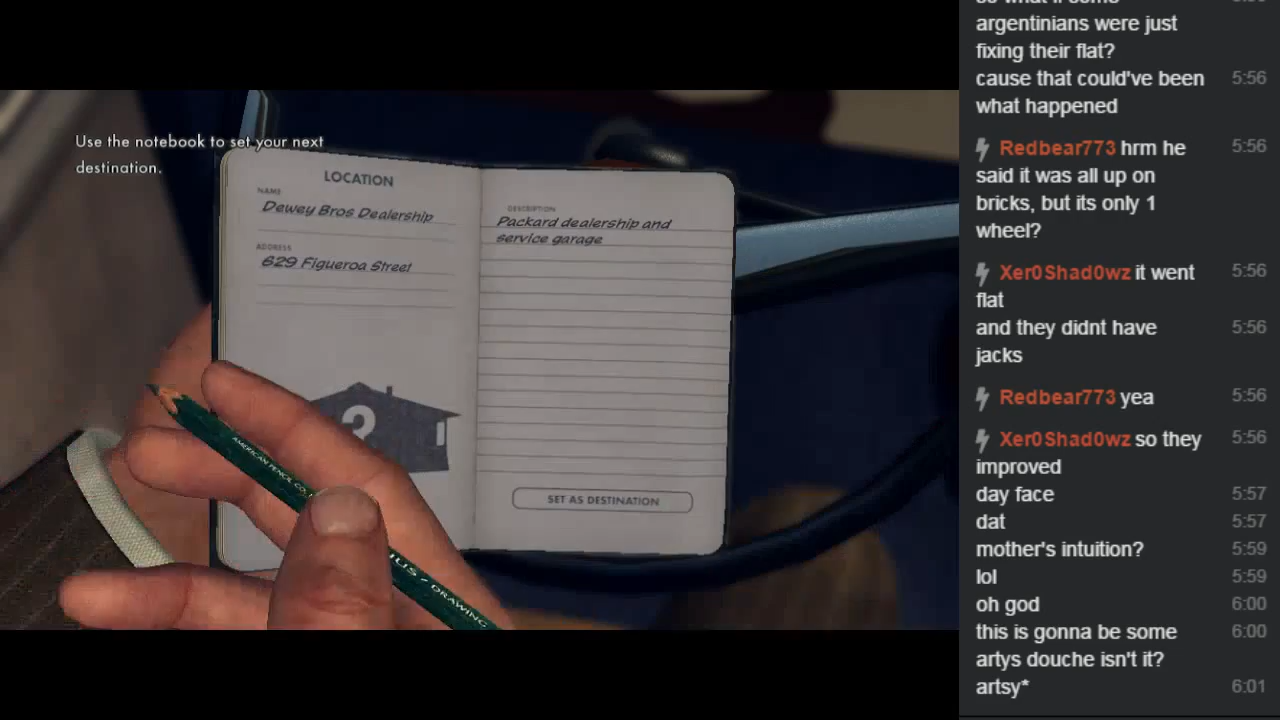 Use the notebook to set your next
destination.
LOCATION
NAME
Dewey Bros Dealership
ADDRESS
629 Figueroa Street
?
DESCRIPTION
Packard dealership and
service garage
SET AS DESTINATION
AMERICAN PENCIL CO.
/ DRAWING
argentinians were just
fixing their flat?
cause that could've been 5:56
what happened
Redbear773 hrm he 5:56
said it was all up on
bricks, but its only 1
wheel?
Xer0Shad0wz it went 5:56
flat
and they didnt have 5:56
jacks
Redbear773 yea 5:56
Xer0Shad0wz so they 5:56
improved
day face 5:57
dat 5:57
mother's intuition? 5:59
lol 5:59
oh god 6:00
this is gonna be some 6:00
artys douche isn't it?
artsy* 6:01